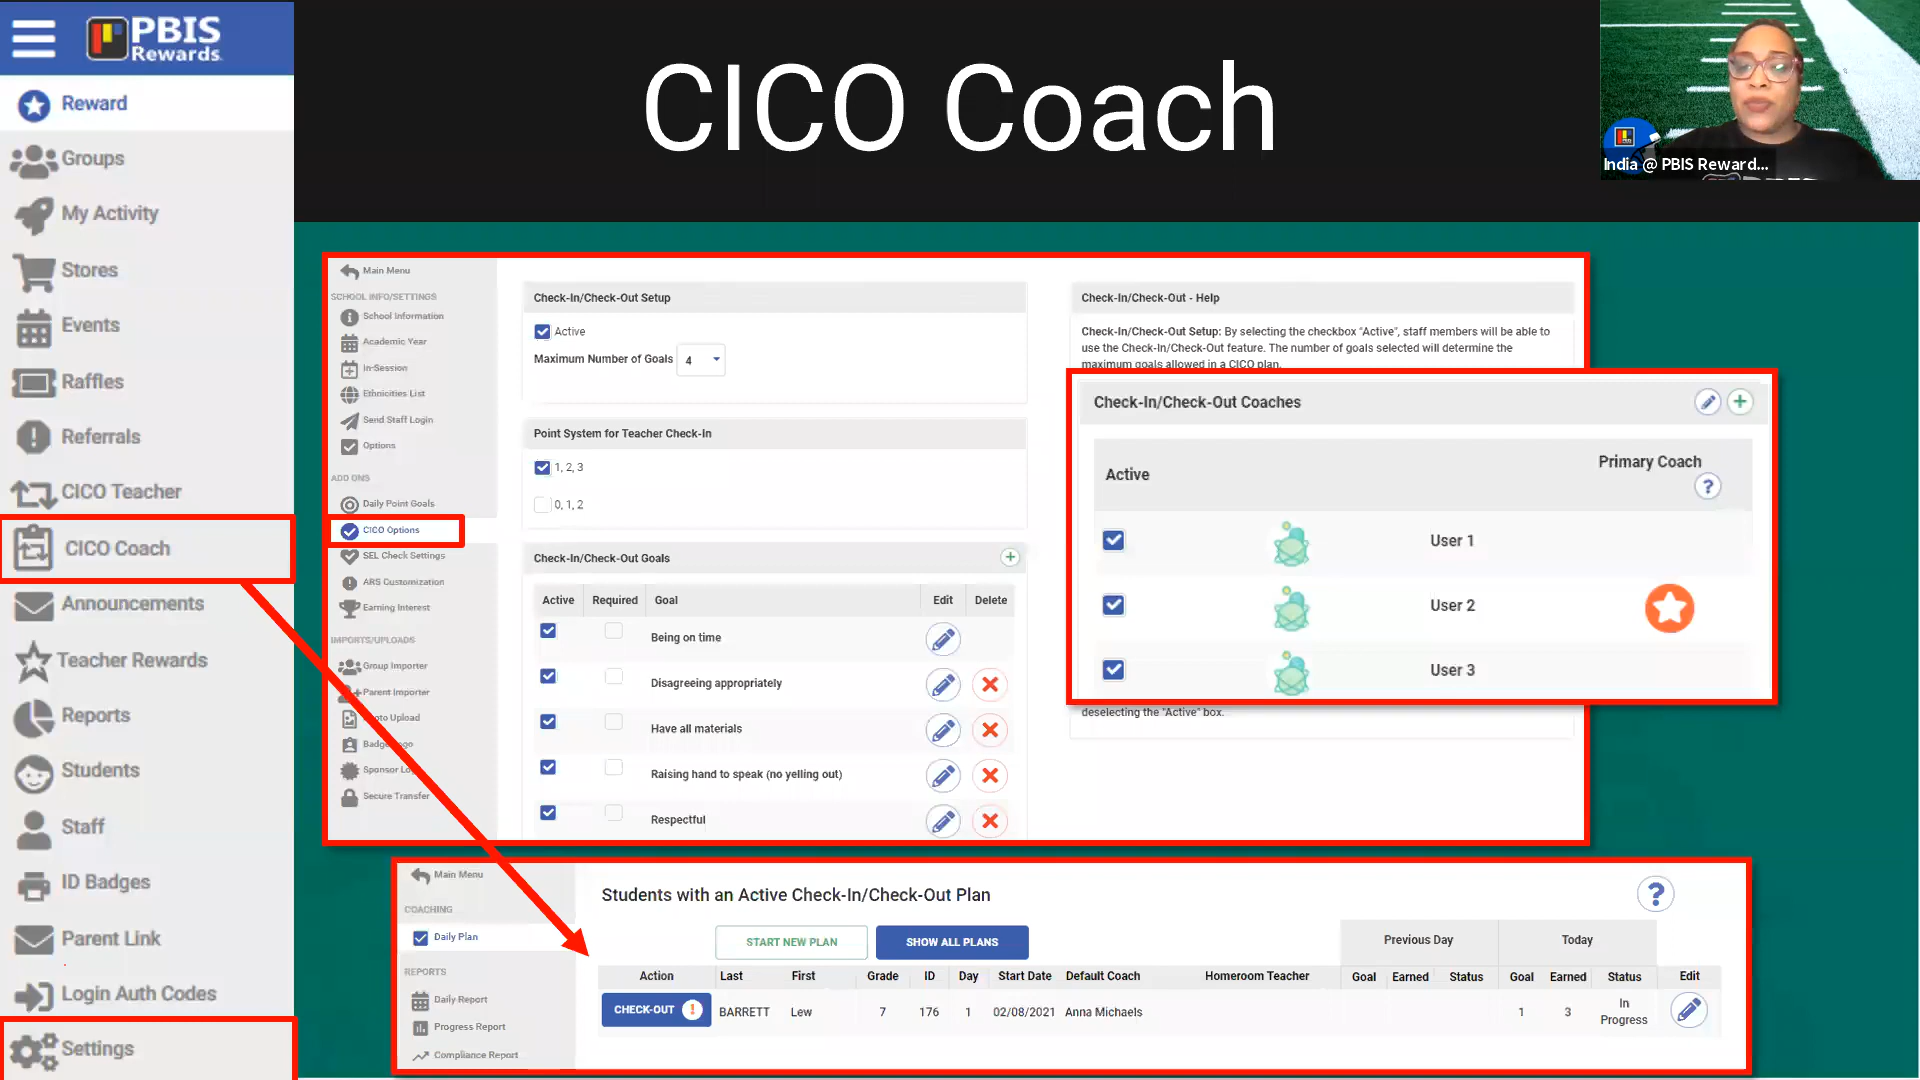 PBIS
Rewards
Reward
Groups
My Activity
Stores
Events
Raffles
Referrals
CICO Teacher
CICO Coach
Announcements
Teacher Rewards
Reports
Students
Staff
ID Badges
Parent Link
Login Auth Codes
Settings
CICO Coach
India @ PBIS Reward...
Main Menu
SCHOOL INFO/SETTINGS
School Information
Academic Year
In-Session
Ethnicities List
Send Staff Login
Options
ADD ONS
Daily Point Goals
CICO Options
SEL Check Settings
ARS Customization
Earning Interest
IMPORTS/UPLOADS
Group Importer
Parent Importer
Upload
Badge
Sponsor
Secure Transfer
Check-In/Check-Out Setup
Active
Maximum Number of Goals 4
Point System for Teacher Check-In
1, 2, 3
0, 1, 2
Check-In/Check-Out Goals
Active Required Goal Edit Delete
Being on time
Disagreeing appropriately
Have all materials
Raising hand to speak (no yelling out)
Respectful
Check-In/Check-Out - Help
Check-In/Check-Out Setup: By selecting the checkbox "Active", staff members will be able to
use the Check-In/Check-Out feature. The number of goals selected will determine the
maximum goals allowed in a CICO plan.
Check-In/Check-Out Coaches
Active Primary Coach
?
User 1
User 2
User 3
deselecting the "Active" box.
Main Menu
COACHING
Daily Plan
REPORTS
Daily Report
Progress Report
Compliance Report
Students with an Active Check-In/Check-Out Plan
?
START NEW PLAN SHOW ALL PLANS
Previous Day Today
Action Last First Grade ID Day Start Date Default Coach Homeroom Teacher Goal Earned Status Goal Earned Status Edit
CHECK-OUT ! BARRETT Lew 7 176 1 02/08/2021 Anna Michaels 1 3 In Progress